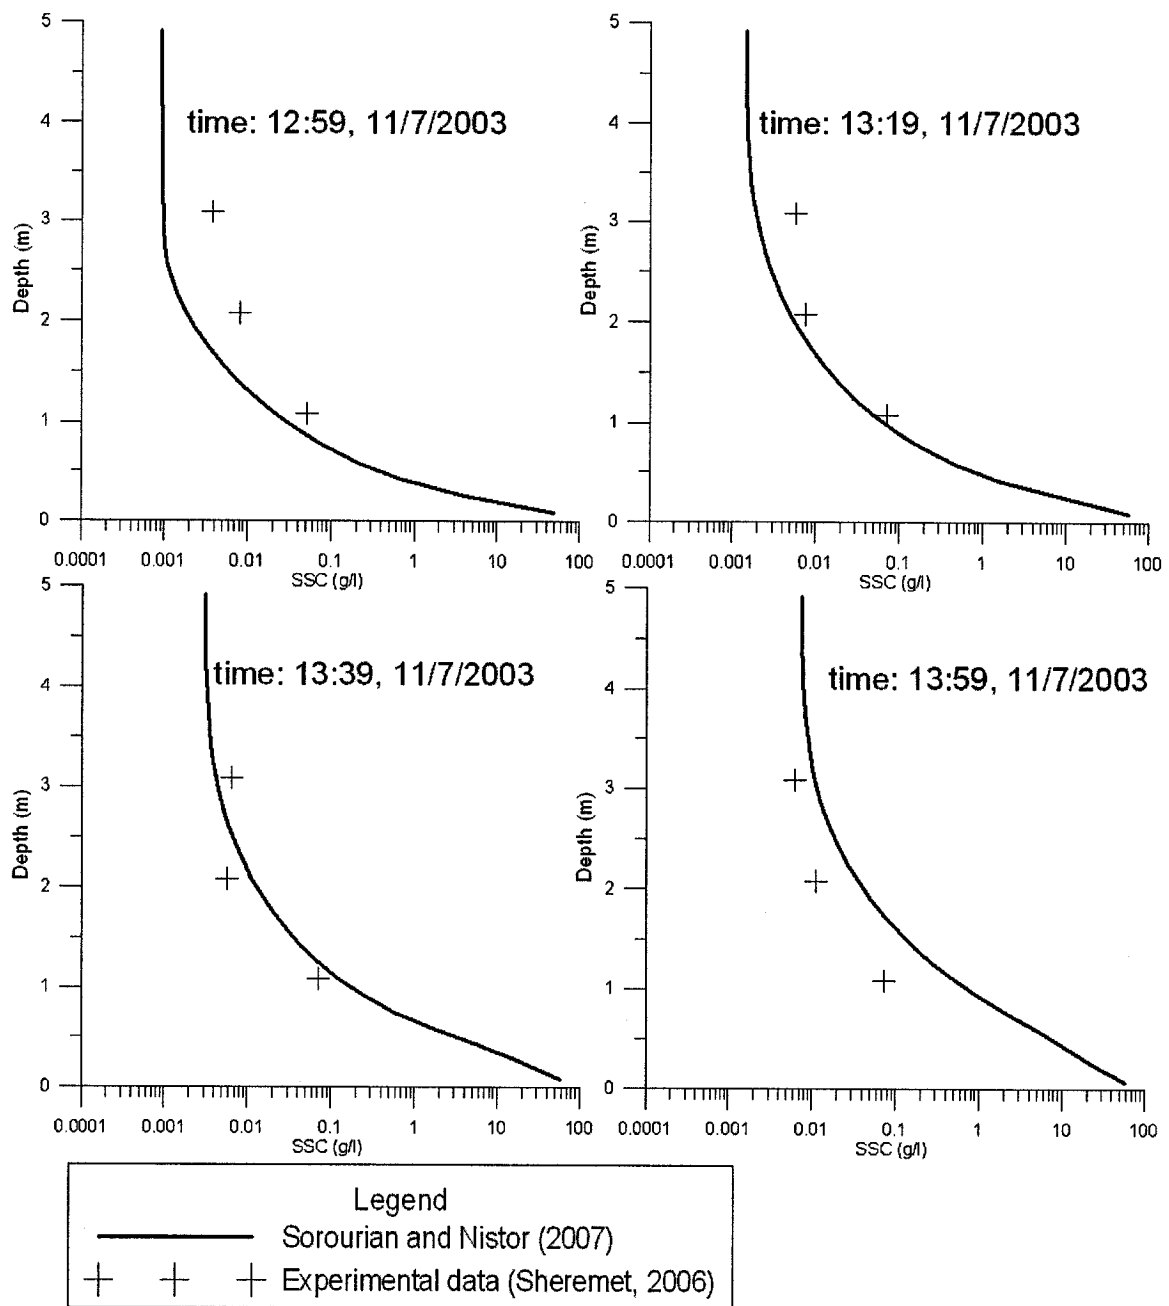 5
4
3
2
1
0
Depth (m)
time: 12:59, 11/7/2003
0.0001 0.001 0.01 0.1 1 10 100
SSC (g/l)
5
4
3
2
1
0
Depth (m)
time: 13:19, 11/7/2003
0.0001 0.001 0.01 0.1 1 10 100
SSC (g/l)
5
4
3
2
1
0
Depth (m)
time: 13:39, 11/7/2003
0.0001 0.001 0.01 0.1 1 10 100
SSC (g/l)
5
4
3
2
1
0
Depth (m)
time: 13:59, 11/7/2003
0.0001 0.001 0.01 0.1 1 10 100
SSC (g/l)
Legend
Sorourian and Nistor (2007)
Experimental data (Sheremet, 2006)